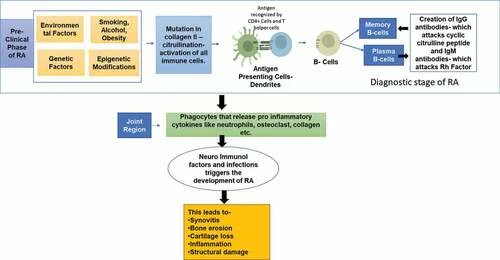 Pre-
Clinical
Phase of
RA
Environmen
tal Factors
Smoking,
Alcohol,
Obesity
Genetic
Factors
Epigenetic
Modifications
Mutation in
collagen II –
citrullination-
activation of all
immune cells.
Antigen
recognized by
CD4+ Cells and T
helper cells
Antigen
Presenting Cells-
Dendrites
B- Cells
Memory
B-cells
Plasma
B-cells
Creation of IgG
antibodies- which
attacks cyclic
citrulline peptide
and IgM
antibodies- which
attacks Rh Factor
Diagnostic stage of RA
Joint
Region
Phagocytes that release pro inflammatory
cytokines like neutrophils, osteoclast, collagen
etc.
Neuro Immunol
factors and infections
triggers the
development of RA
This leads to-
•Synovitis
•Bone erosion
•Cartilage loss
•Inflammation
•Structural damage